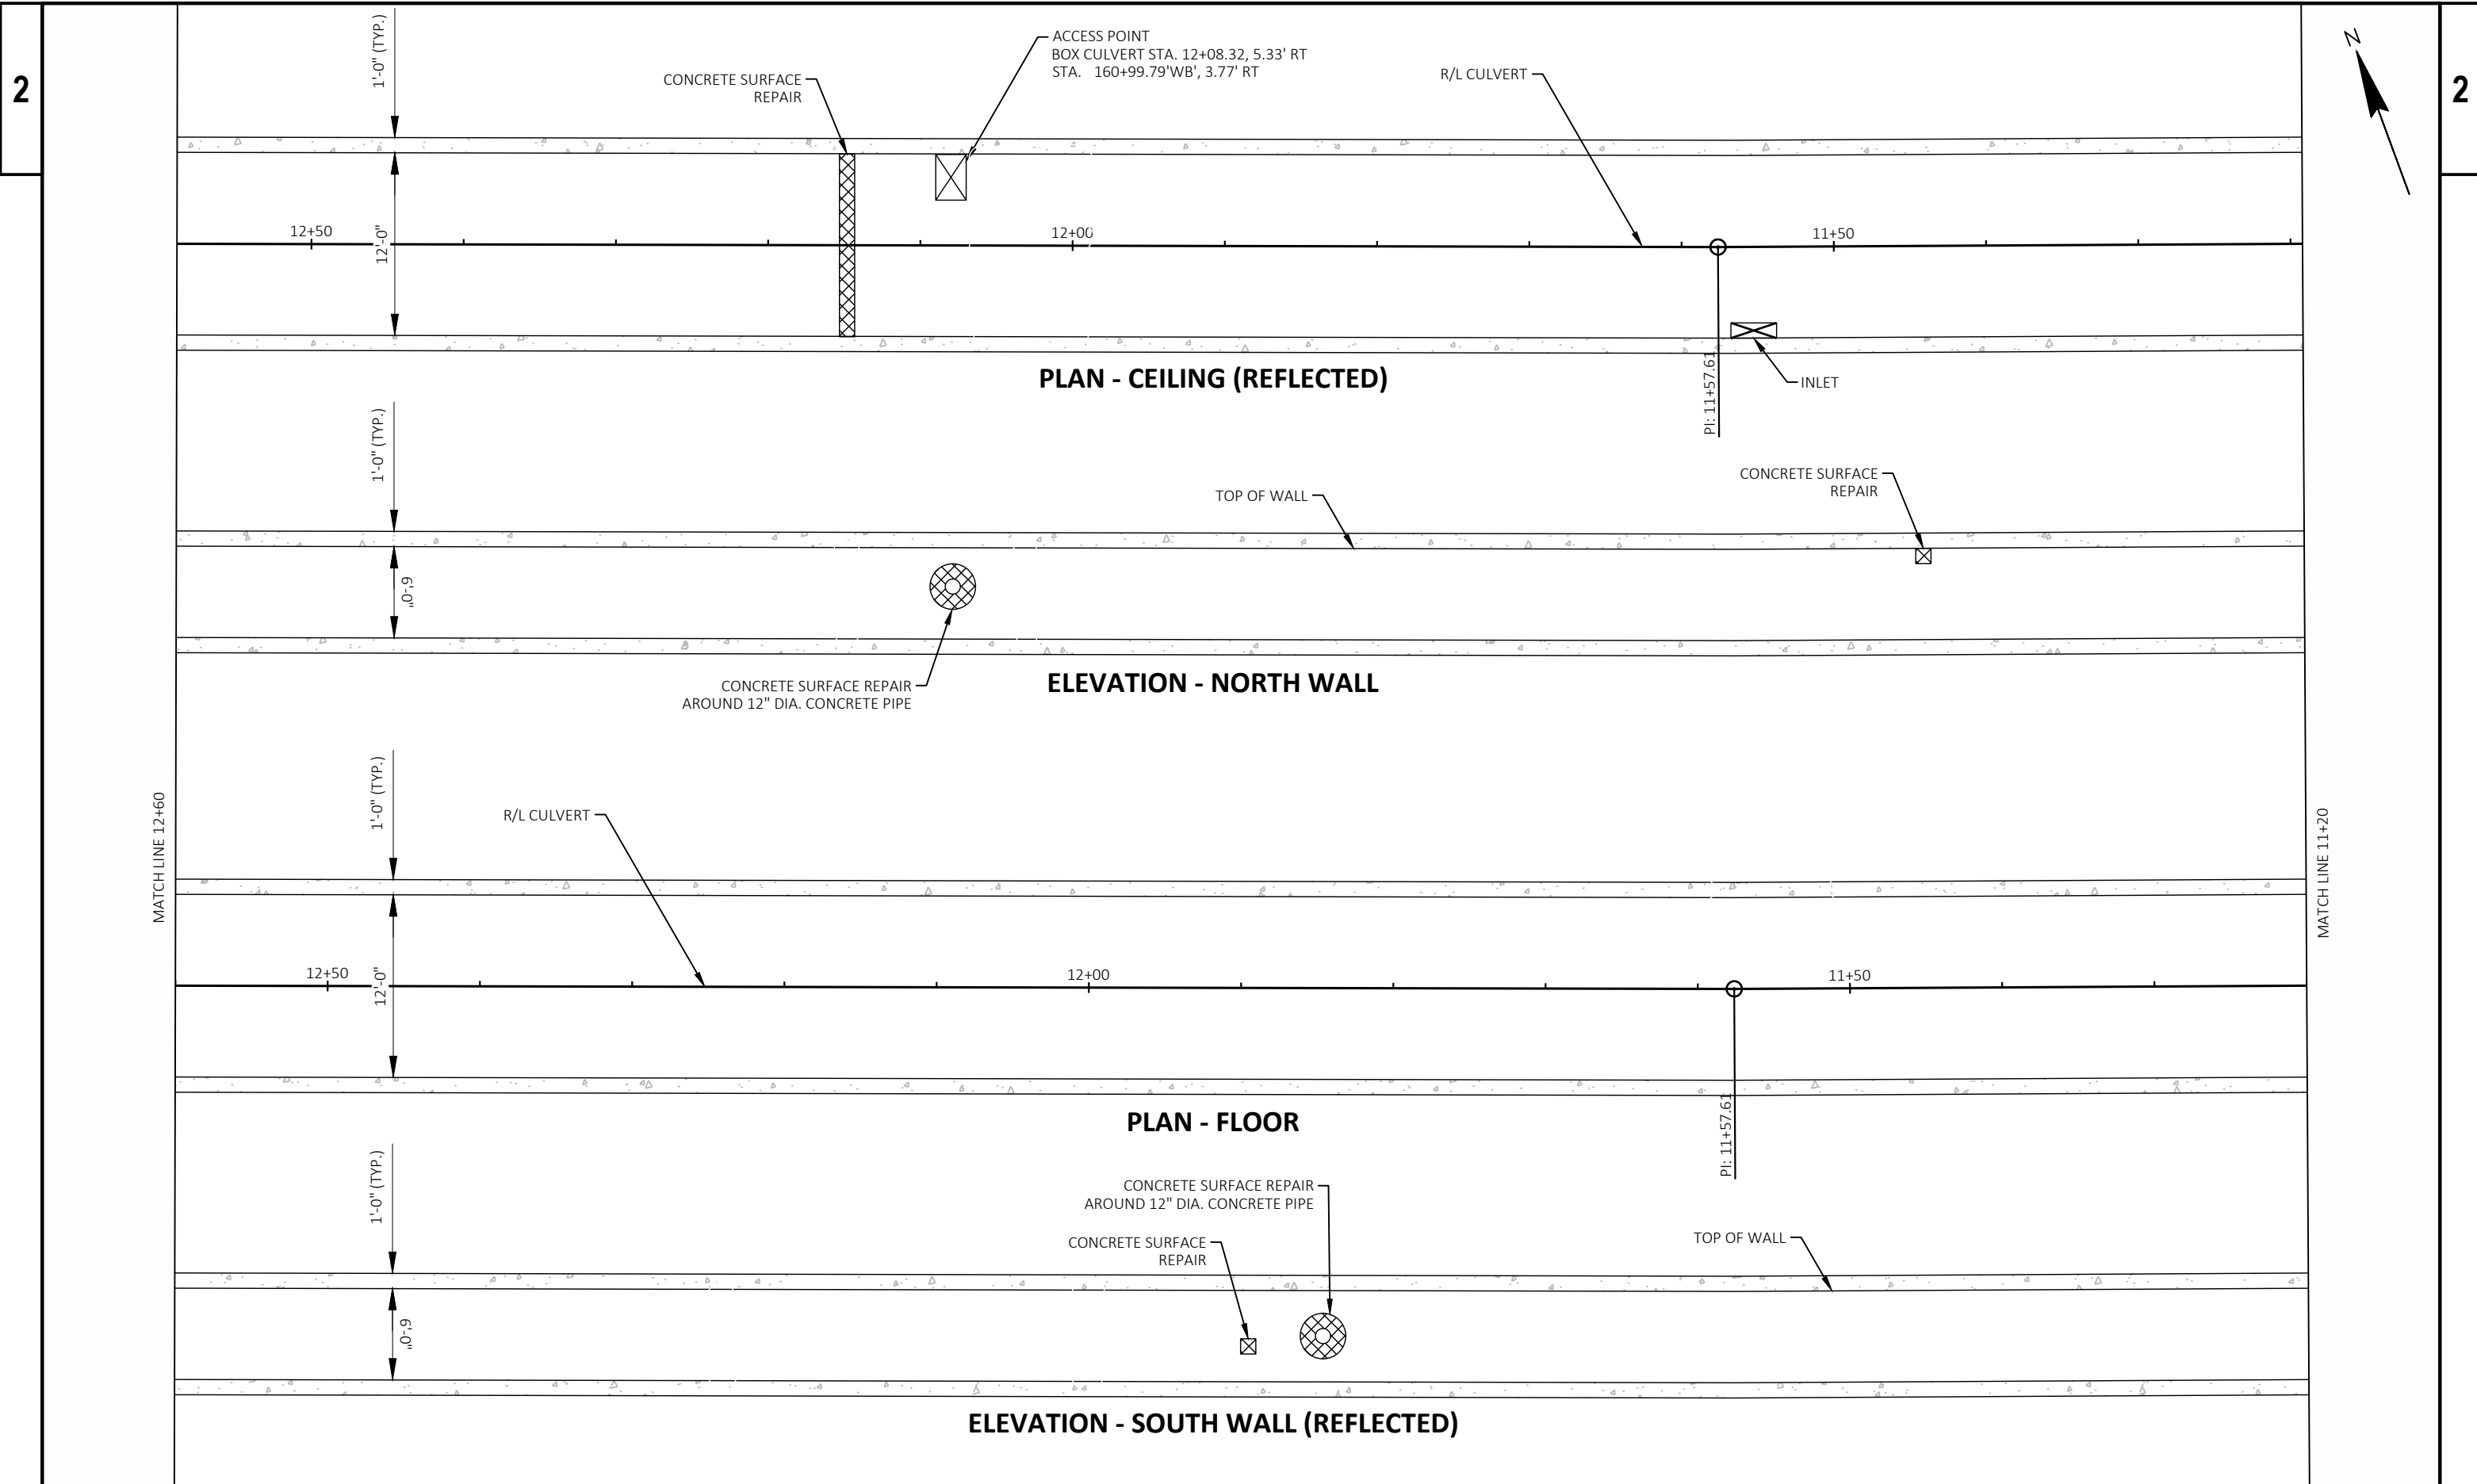 2
2
N
1'-0" (TYP.)
ACCESS POINT
BOX CULVERT STA. 12+08.32, 5.33' RT
STA. 160+99.79'WB', 3.77' RT
CONCRETE SURFACE
REPAIR
R/L CULVERT
12+50
12'-0"
12+00
11+50
PI: 11+57.61
INLET
PLAN - CEILING (REFLECTED)
1'-0" (TYP.)
TOP OF WALL
CONCRETE SURFACE
REPAIR
6'-0"
CONCRETE SURFACE REPAIR
AROUND 12" DIA. CONCRETE PIPE
ELEVATION - NORTH WALL
MATCH LINE 12+60
MATCH LINE 11+20
1'-0" (TYP.)
R/L CULVERT
12+50
12'-0"
12+00
11+50
PI: 11+57.61
PLAN - FLOOR
1'-0" (TYP.)
CONCRETE SURFACE REPAIR
AROUND 12" DIA. CONCRETE PIPE
CONCRETE SURFACE
REPAIR
TOP OF WALL
6'-0"
ELEVATION - SOUTH WALL (REFLECTED)